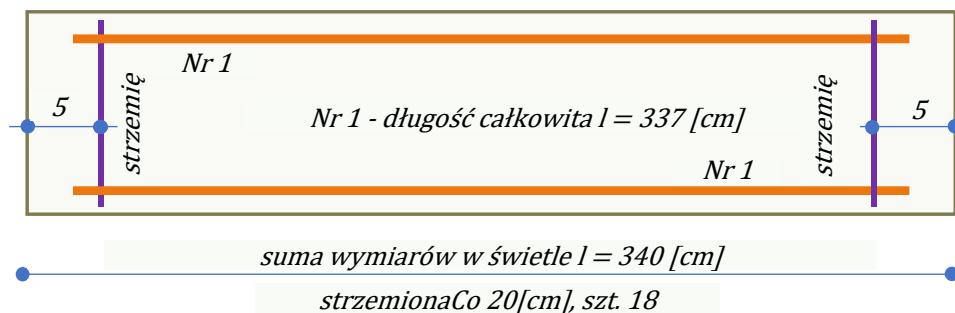 Nr 1
5
strzemię
Nr 1 - długość całkowita l = 337 [cm]
strzemię
5
Nr 1
suma wymiarów w świetle l = 340 [cm]
strzemionaCo 20[cm], szt. 18